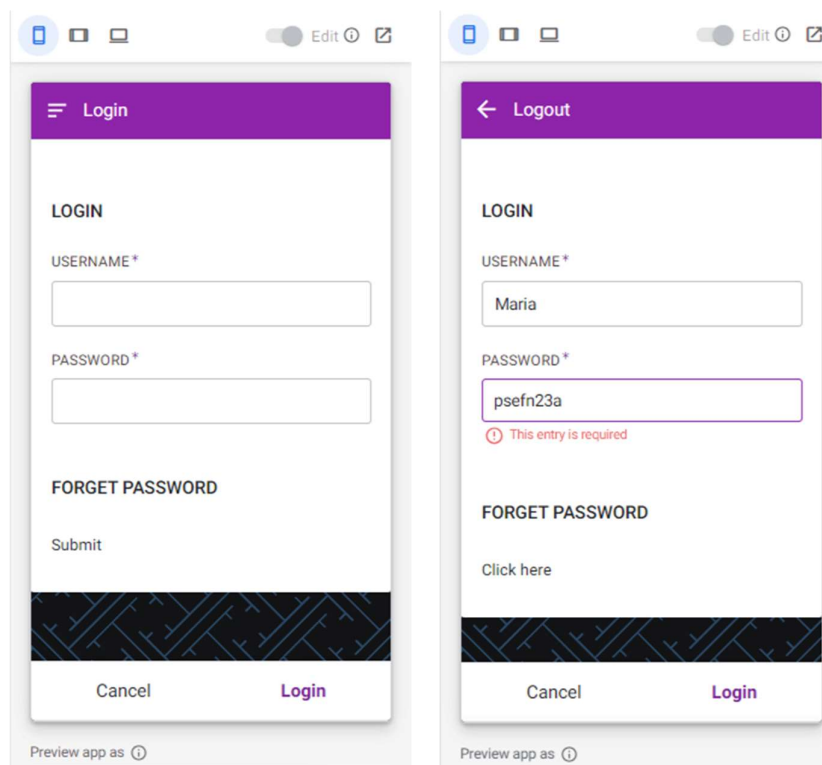 Edit
Login
LOGIN
USERNAME*
PASSWORD*
FORGET PASSWORD
Submit
Cancel Login
Preview app as
Edit
Logout
LOGIN
USERNAME*
Maria
PASSWORD*
psefn23a
This entry is required
FORGET PASSWORD
Click here
Cancel Login
Preview app as